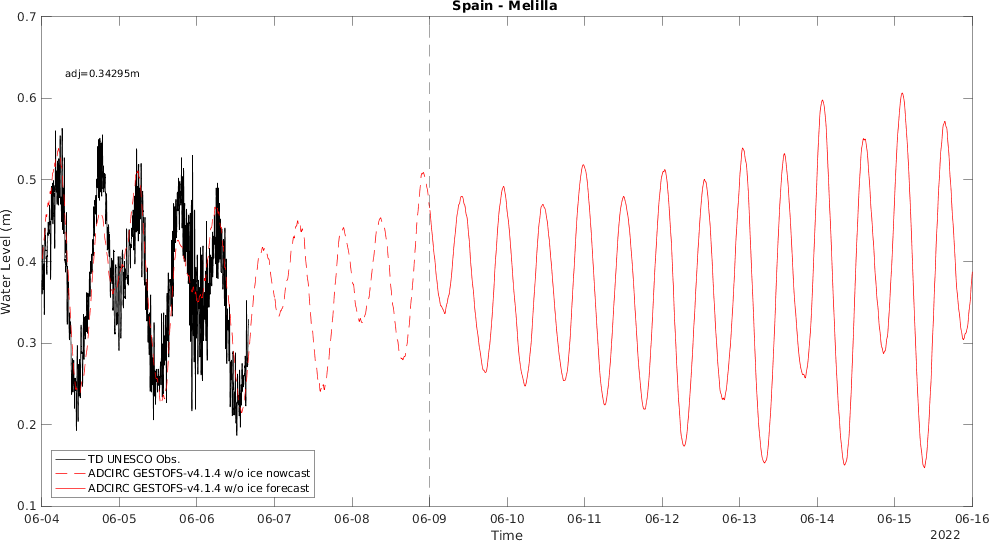 Spain - Melilla
adj=0.34295m
Water Level (m)
0.7
0.6
0.5
0.4
0.3
0.2
0.1
TD UNESCO Obs.
ADCIRC GESTOFS-v4.1.4 w/o ice nowcast
ADCIRC GESTOFS-v4.1.4 w/o ice forecast
06-04 06-05 06-06 06-07 06-08 06-09 06-10 06-11 06-12 06-13 06-14 06-15 06-16
Time
2022